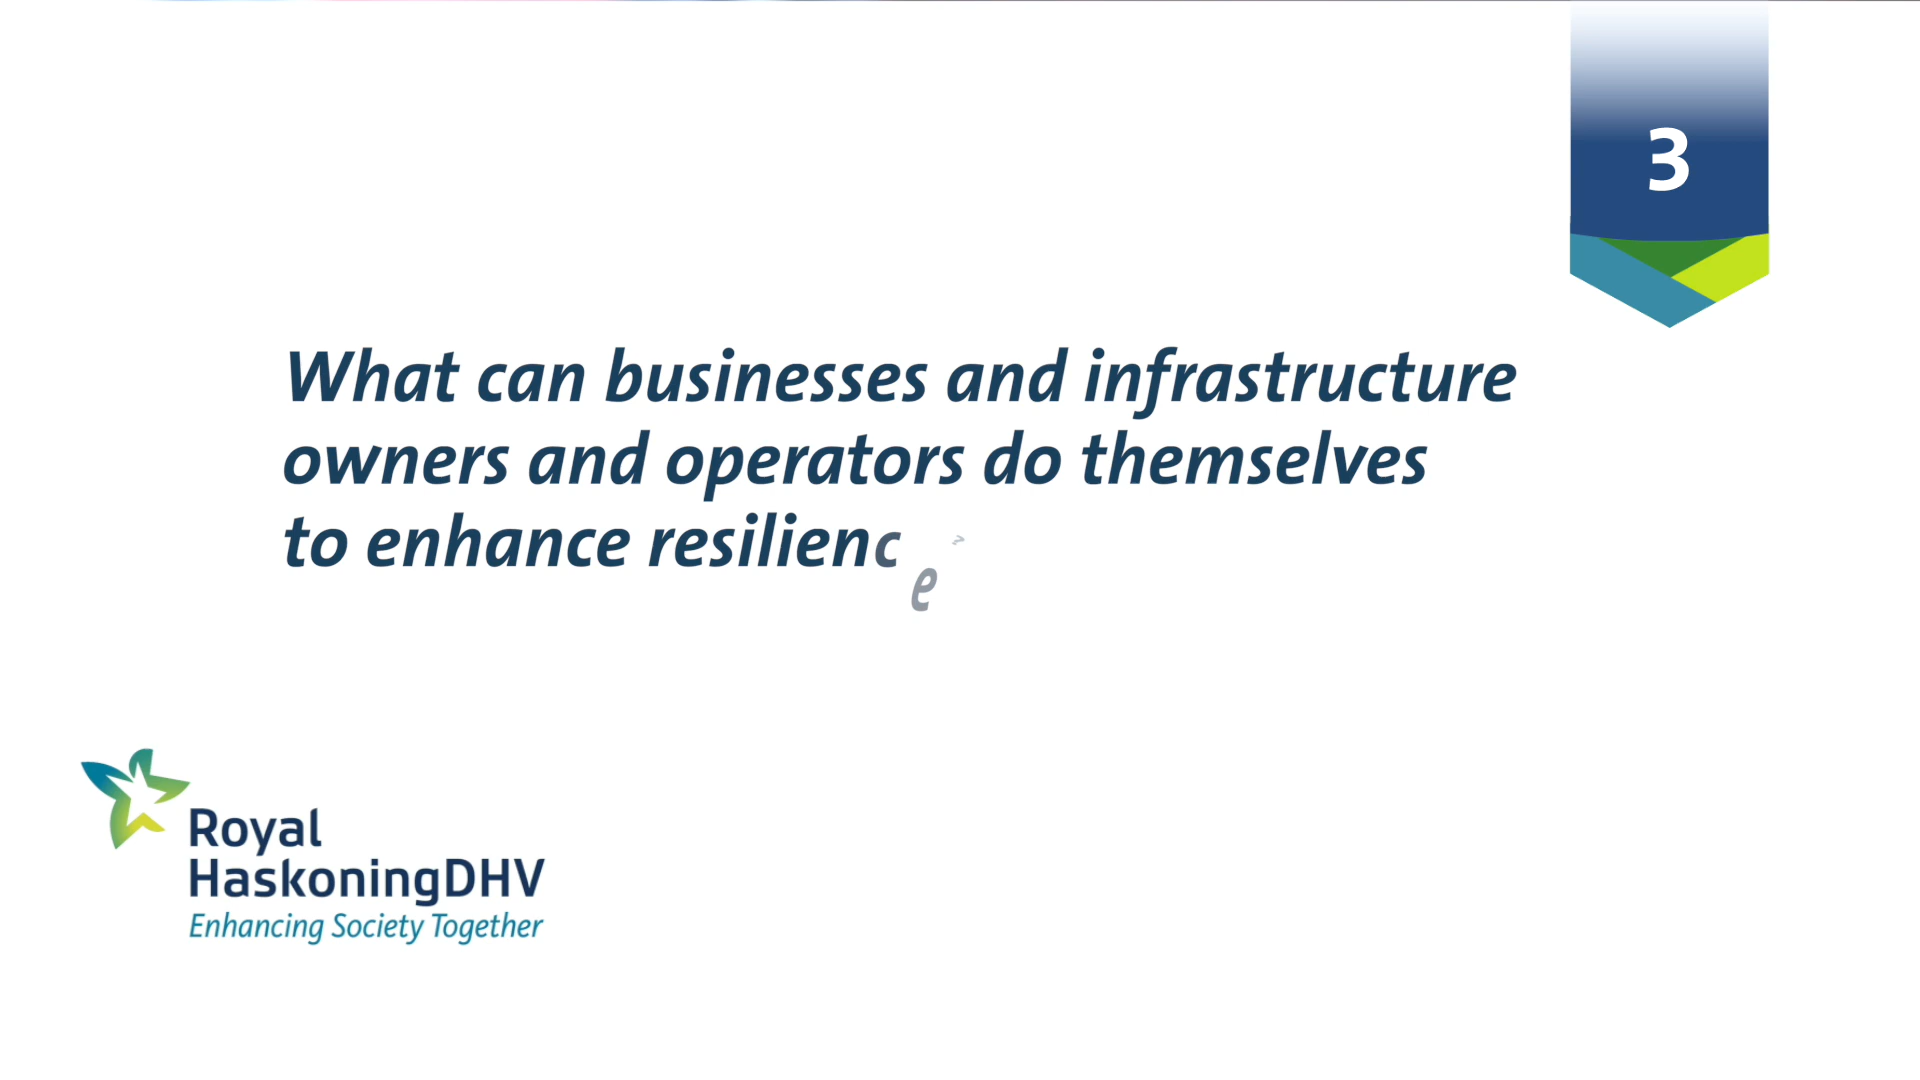 3
What can businesses and infrastructure
owners and operators do themselves
to enhance resilience
Royal
HaskoningDHV
Enhancing Society Together